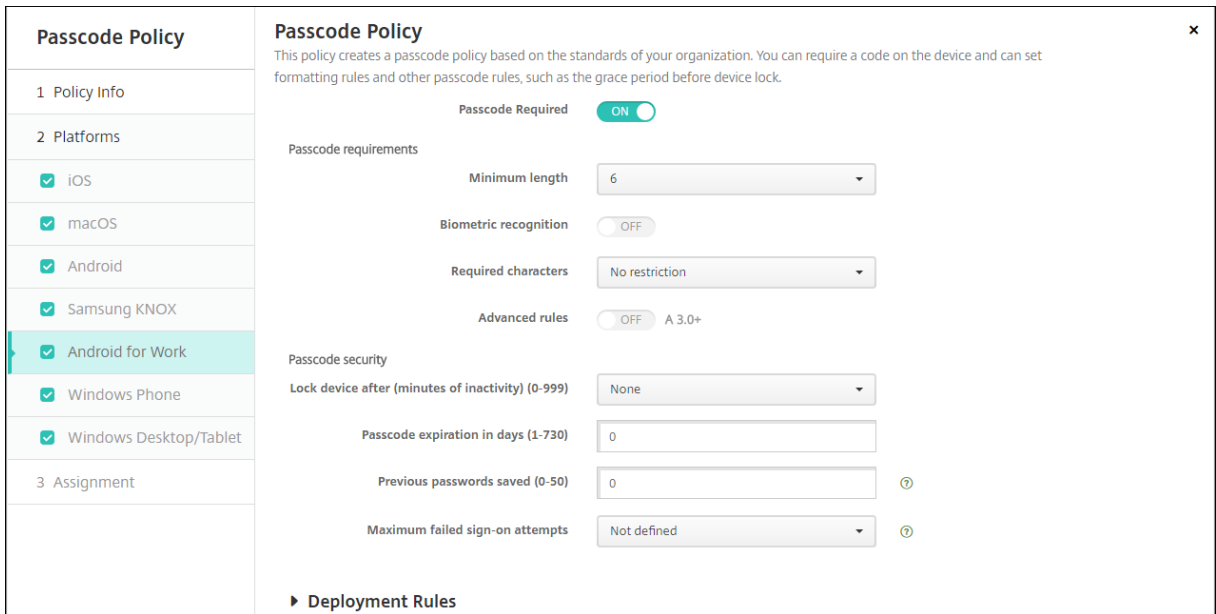 Passcode Policy
1 Policy Info
2 Platforms
iOS
macOS
Android
Samsung KNOX
Android for Work
Windows Phone
Windows Desktop/Tablet
3 Assignment
Passcode Policy
×
This policy creates a passcode policy based on the standards of your organization. You can require a code on the device and can set
formatting rules and other passcode rules, such as the grace period before device lock.
Passcode Required ON
Passcode requirements
Minimum length 6
Biometric recognition OFF
Required characters No restriction
Advanced rules OFF A 3.0+
Passcode security
Lock device after (minutes of inactivity) (0-999) None
Passcode expiration in days (1-730) 0
Previous passwords saved (0-50) 0 ?
Maximum failed sign-on attempts Not defined ?
Deployment Rules